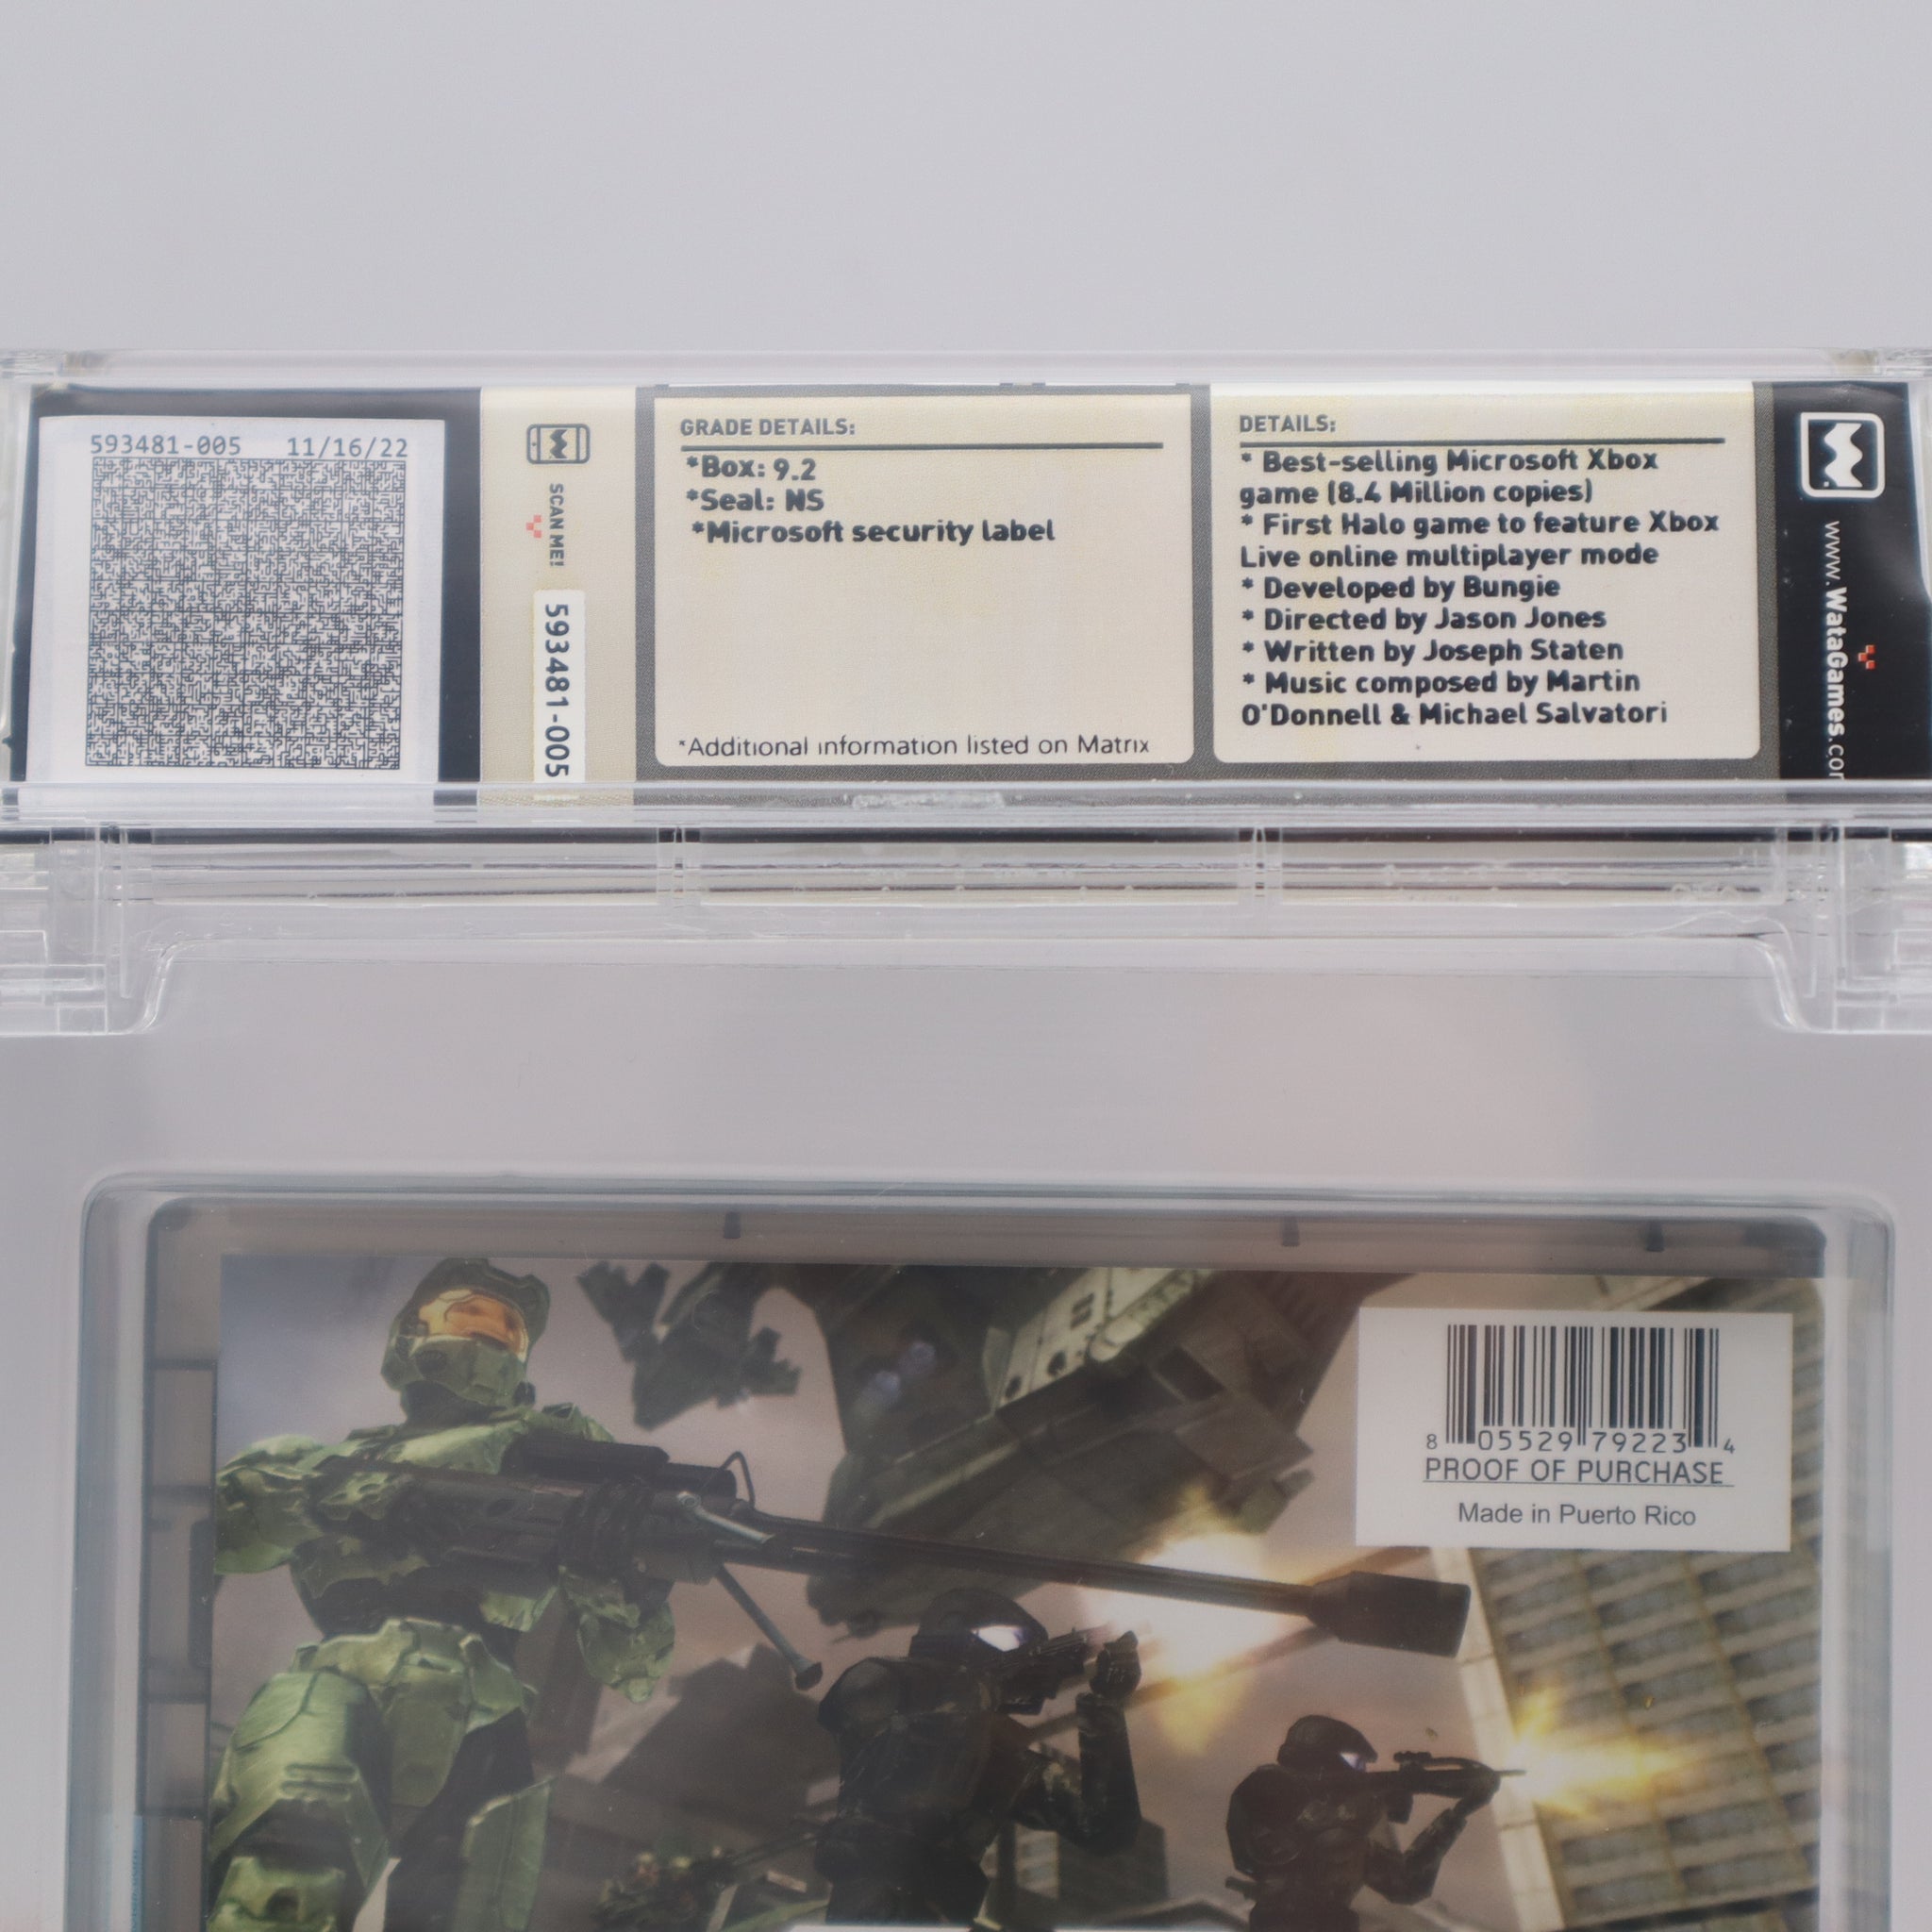 593481-005 11/16/22
SCAN ME!
593481-005
GRADE DETAILS:
*Box: 9.2
*Seal: NS
*Microsoft security label
*Additional information listed on Matrix
DETAILS:
* Best-selling Microsoft Xbox
game (8.4 Million copies)
* First Halo game to feature Xbox
Live online multiplayer mode
* Developed by Bungie
* Directed by Jason Jones
* Written by Joseph Staten
* Music composed by Martin
O'Donnell & Michael Salvatori
www.WataGames.com
8 05529 79223 4
PROOF OF PURCHASE
Made in Puerto Rico